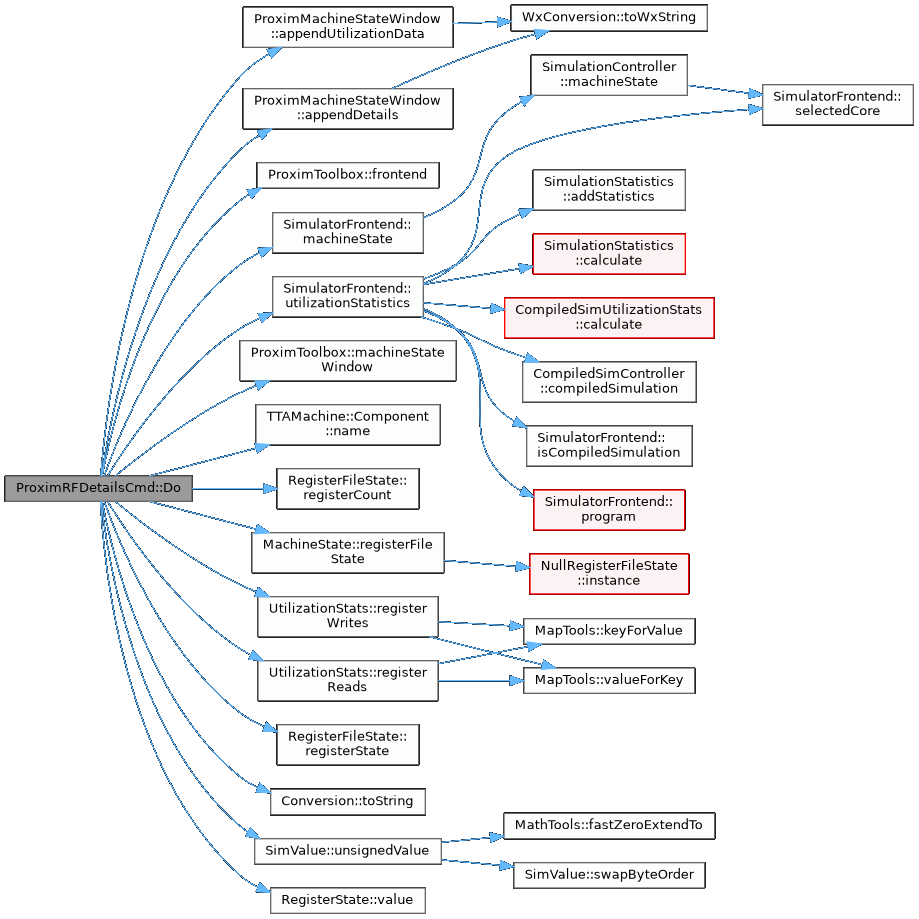 ProximRFDetailsCmd::Do
ProximMachineStateWindow
::appendUtilizationData
ProximMachineStateWindow
::appendDetails
ProximToolbox::frontend
SimulatorFrontend::
machineState
SimulatorFrontend::
utilizationStatistics
ProximToolbox::machineState
Window
TTAMachine::Component
::name
RegisterFileState::
registerCount
MachineState::registerFile
State
UtilizationStats::register
Writes
UtilizationStats::register
Reads
RegisterFileState::
registerState
Conversion::toString
SimValue::unsignedValue
RegisterState::value
WxConversion::toWxString
SimulationController
::machineState
SimulationStatistics
::addStatistics
SimulationStatistics
::calculate
CompiledSimUtilizationStats
::calculate
CompiledSimController
::compiledSimulation
SimulatorFrontend::
isCompiledSimulation
SimulatorFrontend::
program
NullRegisterFileState
::instance
MapTools::keyForValue
MapTools::valueForKey
MathTools::fastZeroExtendTo
SimValue::swapByteOrder
SimulatorFrontend::
selectedCore